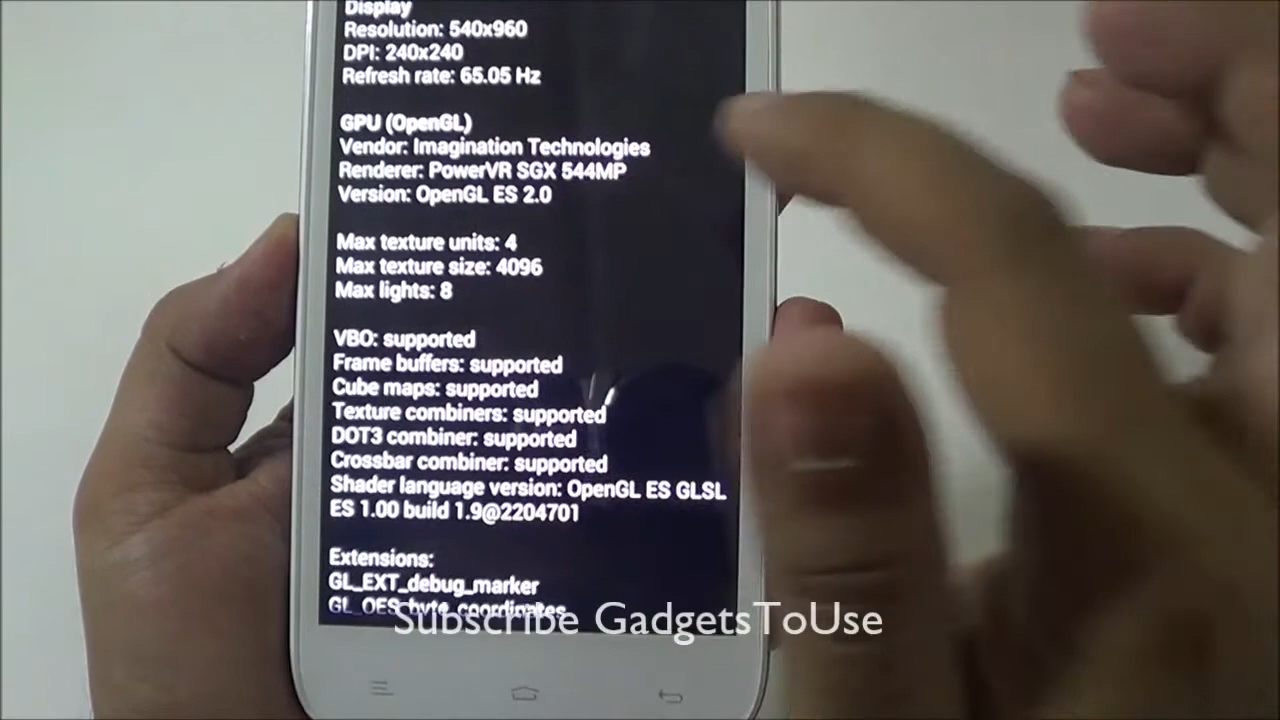 Display
Resolution: 540x960
DPI: 240x240
Refresh rate: 65.05 Hz
GPU (OpenGL)
Vendor: Imagination Technologies
Renderer: PowerVR SGX 544MP
Version: OpenGL ES 2.0
Max texture units: 4
Max texture size: 4096
Max lights: 8
VBO: supported
Frame buffers: supported
Cube maps: supported
Texture combiners: supported
DOT3 combiner: supported
Crossbar combiner: supported
Shader language version: OpenGL ES GLSL
ES 1.00 build 1.9@2204701
Extensions:
GL_EXT_debug_marker
GL_OES_byte_coordinates
Subscribe GadgetsToUse